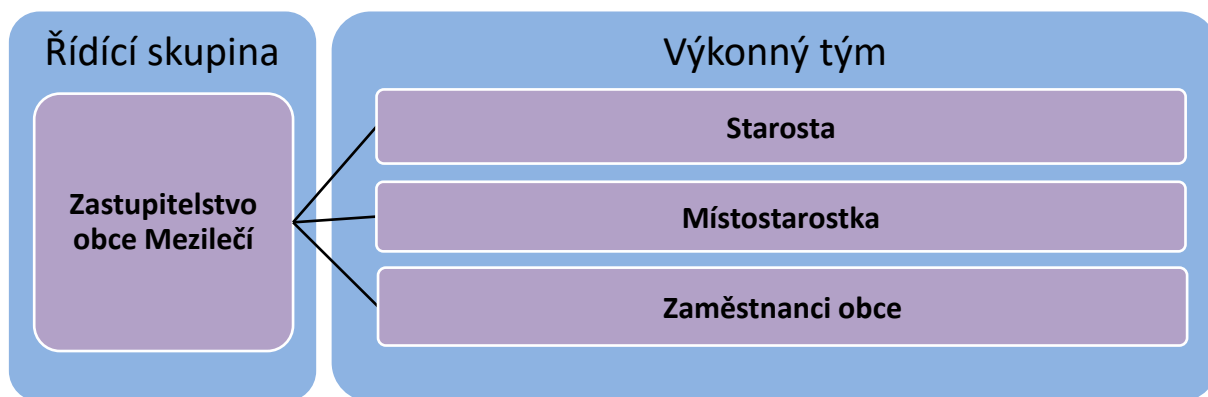 Řídící skupina
Zastupitelstvo
obce Mezilečí
Výkonný tým
Starosta
Místostarostka
Zaměstnanci obce